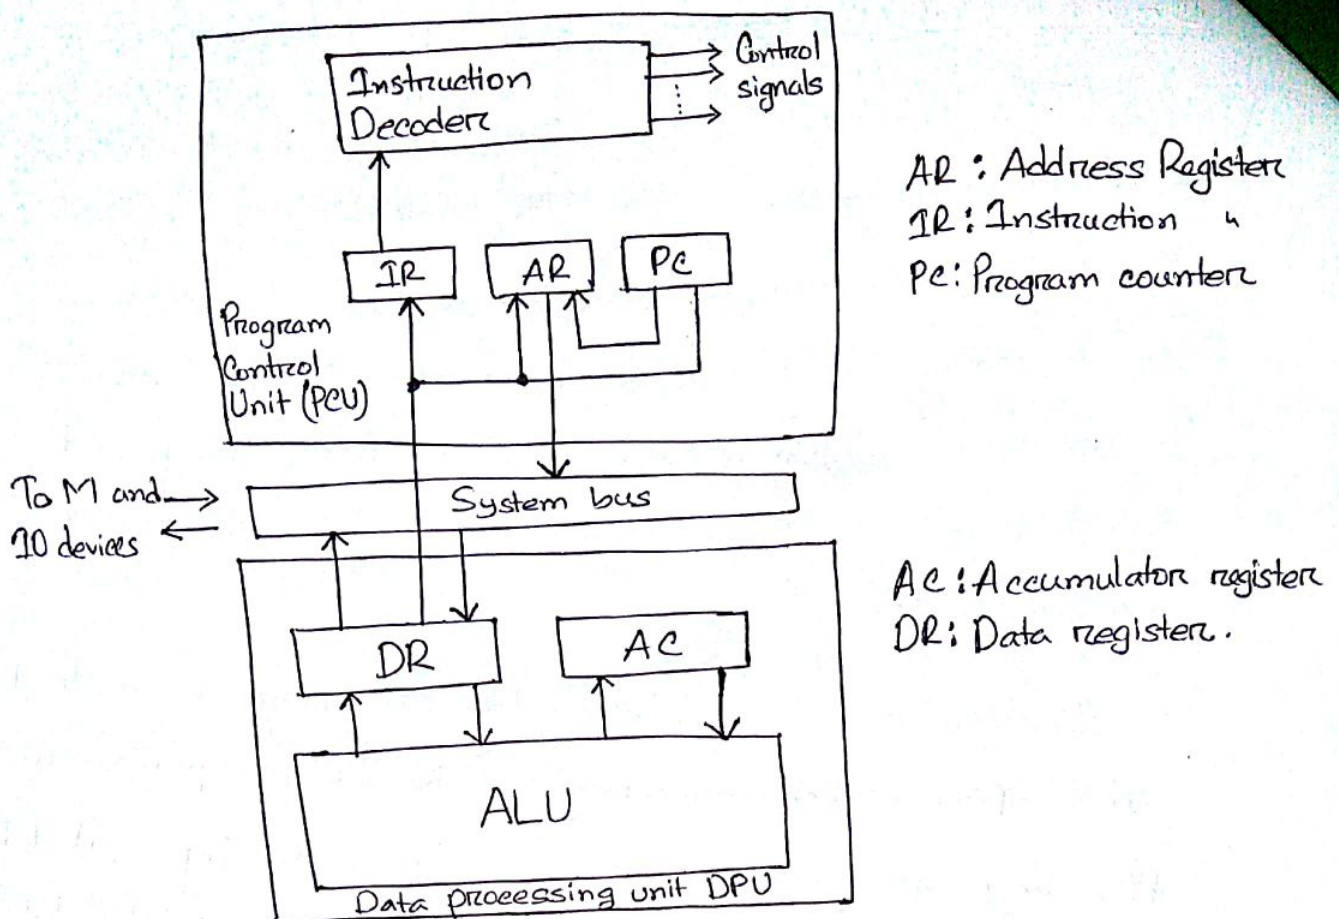 Instruction
Decoder
Control
signals
AR : Address Register
IR : Instruction "
PC: Program counter
IR
AR
PC
Program
Control
Unit (PCU)
To M and
IO devices
System bus
AC : Accumulator register
DR: Data register.
DR
AC
ALU
Data processing unit DPU